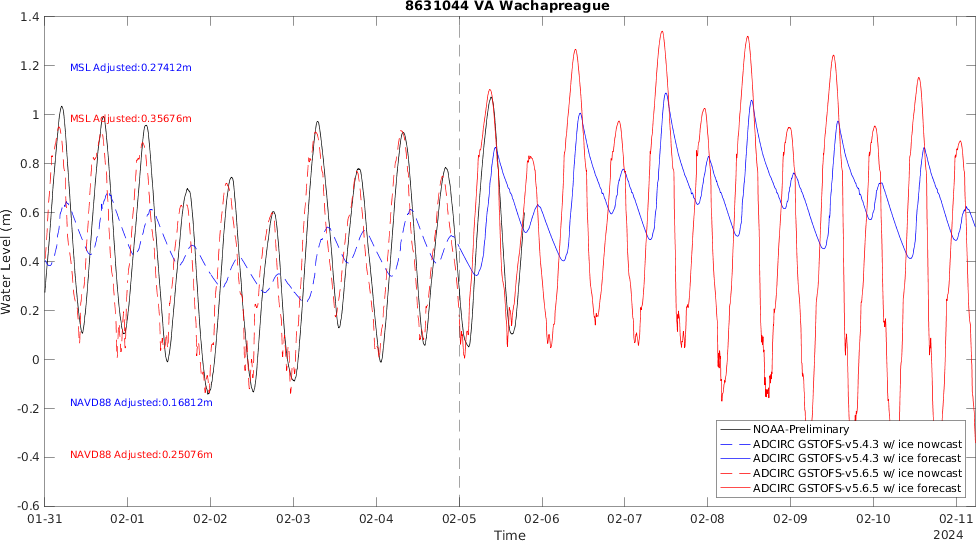 8631044 VA Wachapreague
1.4
1.2
1
0.8
0.6
0.4
0.2
0
-0.2
-0.4
-0.6
Water Level (m)
MSL Adjusted:0.27412m
MSL Adjusted:0.35676m
NAVD88 Adjusted:0.16812m
NAVD88 Adjusted:0.25076m
NOAA-Preliminary
ADCIRC GSTOFS-v5.4.3 w/ ice nowcast
ADCIRC GSTOFS-v5.4.3 w/ ice forecast
ADCIRC GSTOFS-v5.6.5 w/ ice nowcast
ADCIRC GSTOFS-v5.6.5 w/ ice forecast
01-31 02-01 02-02 02-03 02-04 02-05 02-06 02-07 02-08 02-09 02-10 02-11
Time
2024